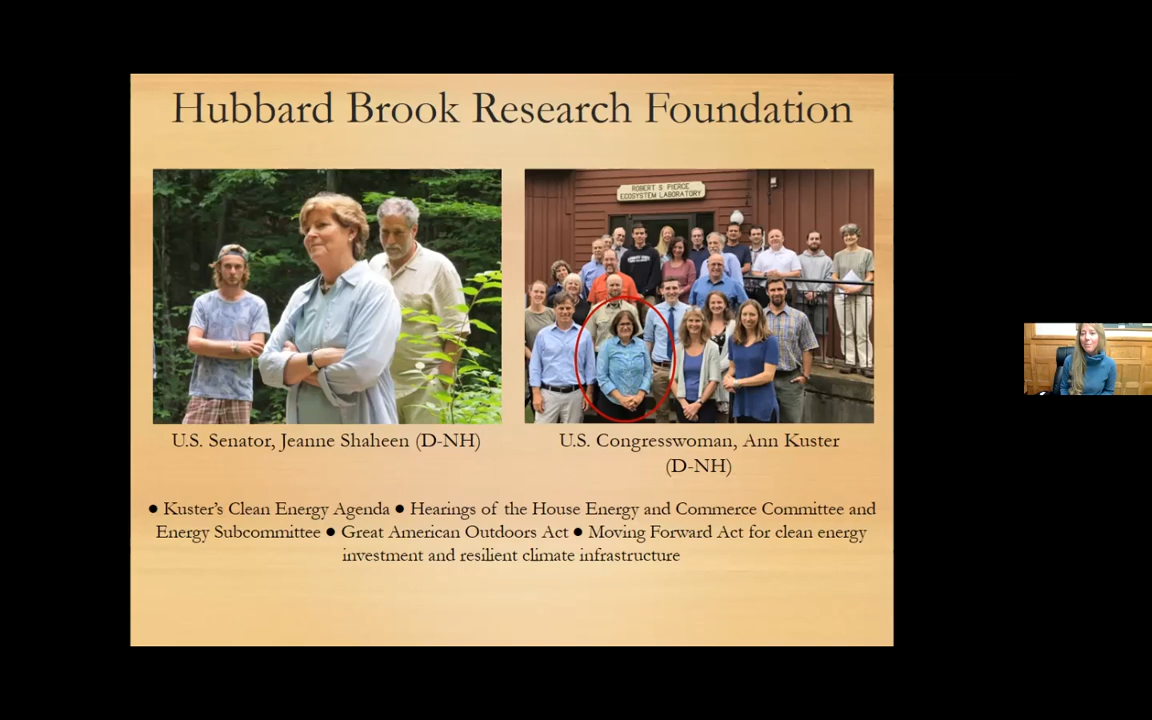 Hubbard Brook Research Foundation
ROBERT S PIERCE
ECOSYSTEM LABORATORY
U.S. Senator, Jeanne Shaheen (D-NH)
U.S. Congresswoman, Ann Kuster
(D-NH)
● Kuster's Clean Energy Agenda ● Hearings of the House Energy and Commerce Committee and
Energy Subcommittee ● Great American Outdoors Act ● Moving Forward Act for clean energy
investment and resilient climate infrastructure